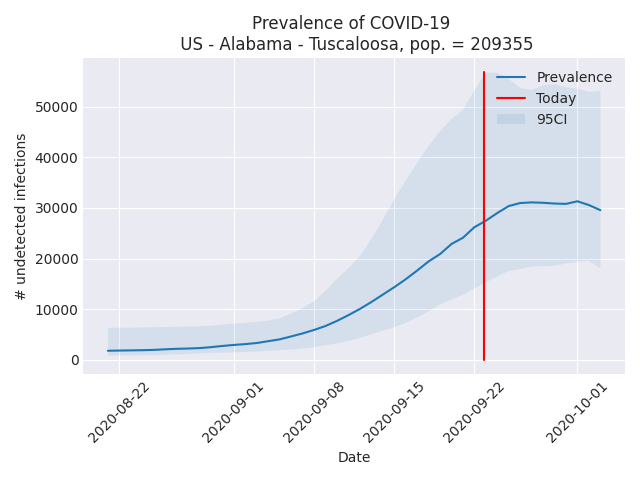 Prevalence of COVID-19
US - Alabama - Tuscaloosa, pop. = 209355
Prevalence
Today
95CI
# undetected infections
50000
40000
30000
20000
10000
0
2020-08-22
2020-09-01
2020-09-08
2020-09-15
2020-09-22
2020-10-01
Date